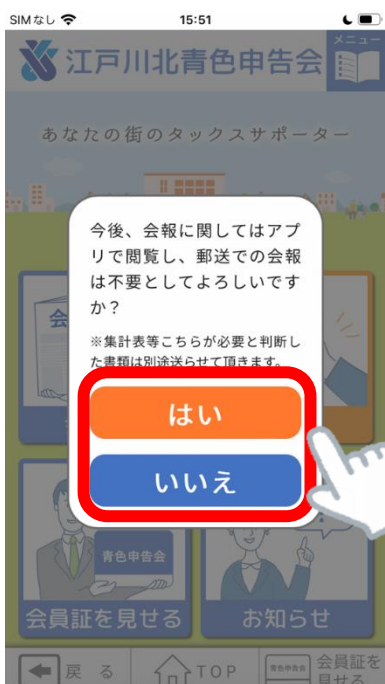 SIMなし 15:51
江戸川北青色申告会
メニュー
あなたの街のタックスサポーター
今後、会報に関してはアプ
リで閲覧し、郵送での会報
は不要としてよろしいです
か？
※集計表等こちらが必要と判断し
た書類は別途送らせて頂きます。
はい
いいえ
会
青色申告会
会員証を見せる
お知らせ
戻る
TOP
青色申告会
会員証を
見せる